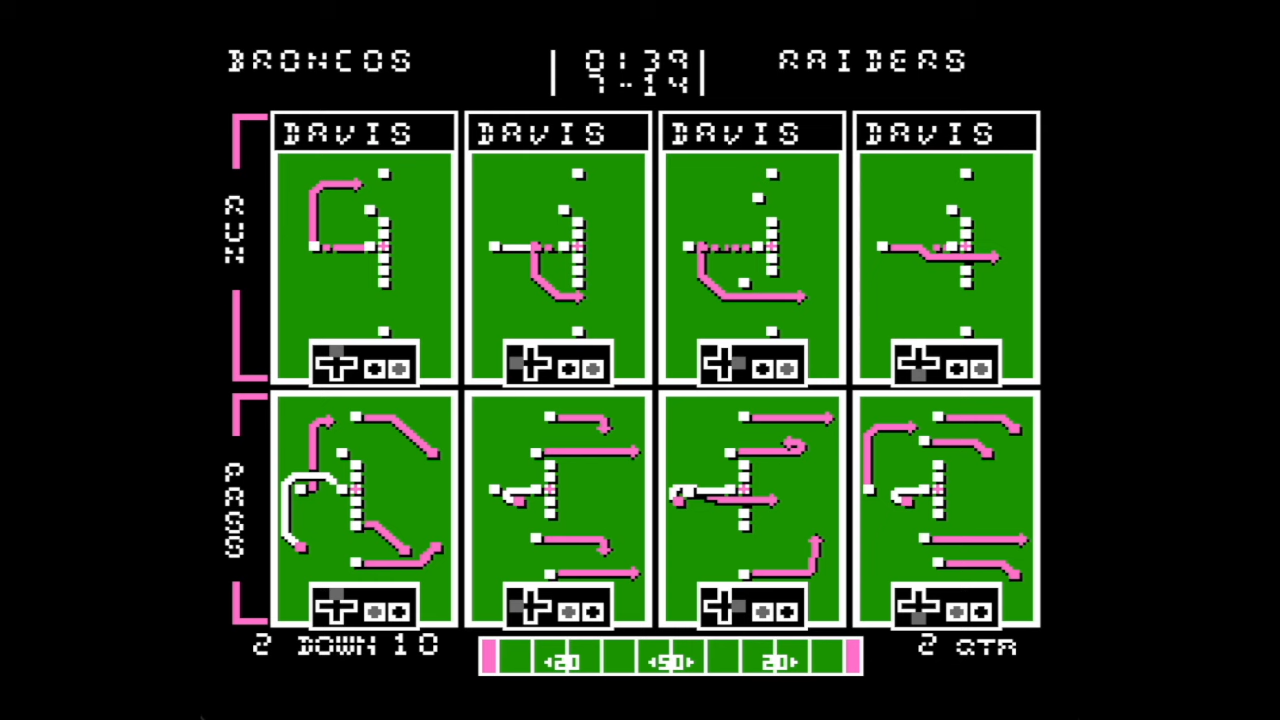 BRONCOS
0:39
RAIDERS
7-14
DAVIS DAVIS DAVIS DAVIS
RUN
PASS
2 DOWN 10
2 QTR
20 50 20